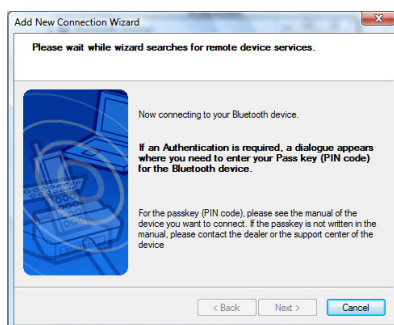 Add New Connection Wizard
Please wait while wizard searches for remote device services.
Now connecting to your Bluetooth device.
If an Authentication is required, a dialogue appears
where you need to enter your Pass key (PIN code)
for the Bluetooth device.
For the passkey (PIN code), please see the manual of the
device you want to connect. If the passkey is not written in the
manual, please contact the dealer or the support center of the
device
< Back
Next >
Cancel